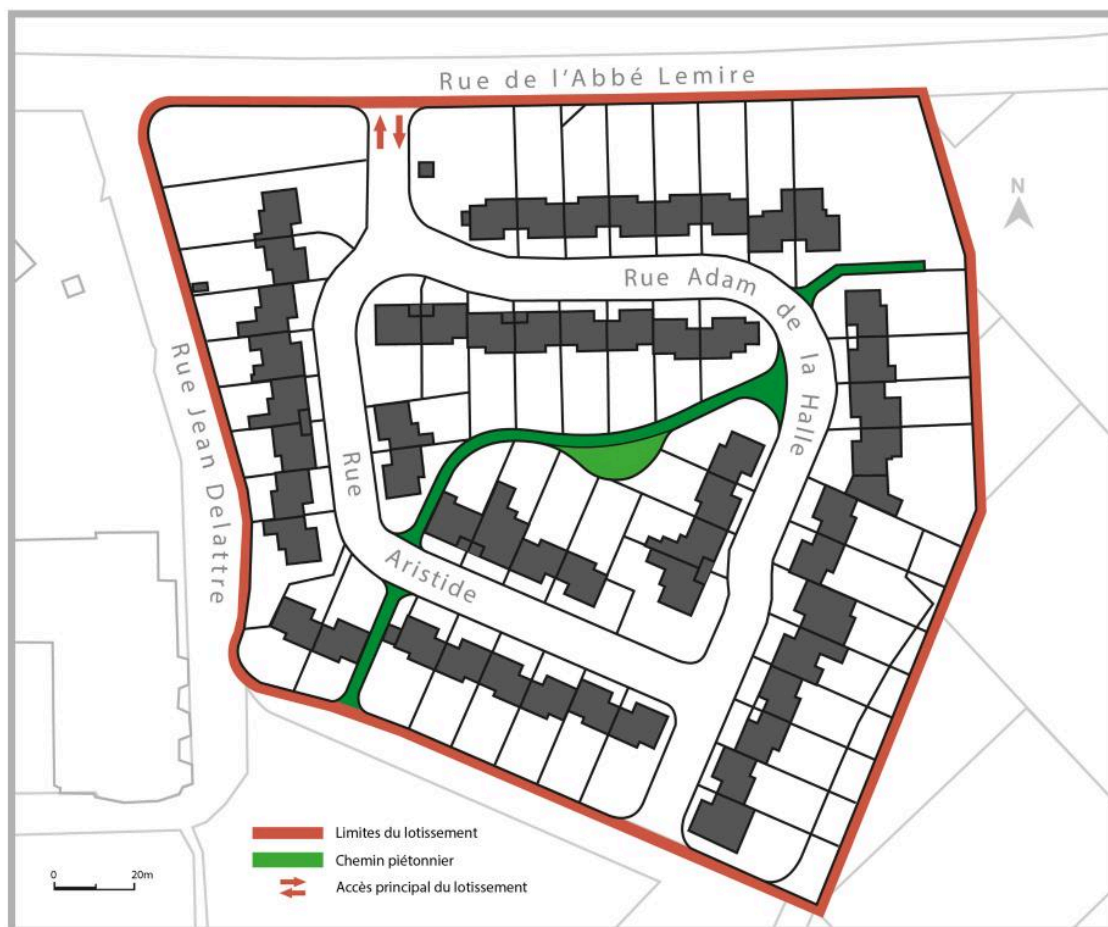 Rue de l'Abbé Lemire
N
Rue Adam de la Halle
Rue Jean Delattre
Rue Aristide
Limites du lotissement
Chemin piétonnier
Accès principal du lotissement
0 20m